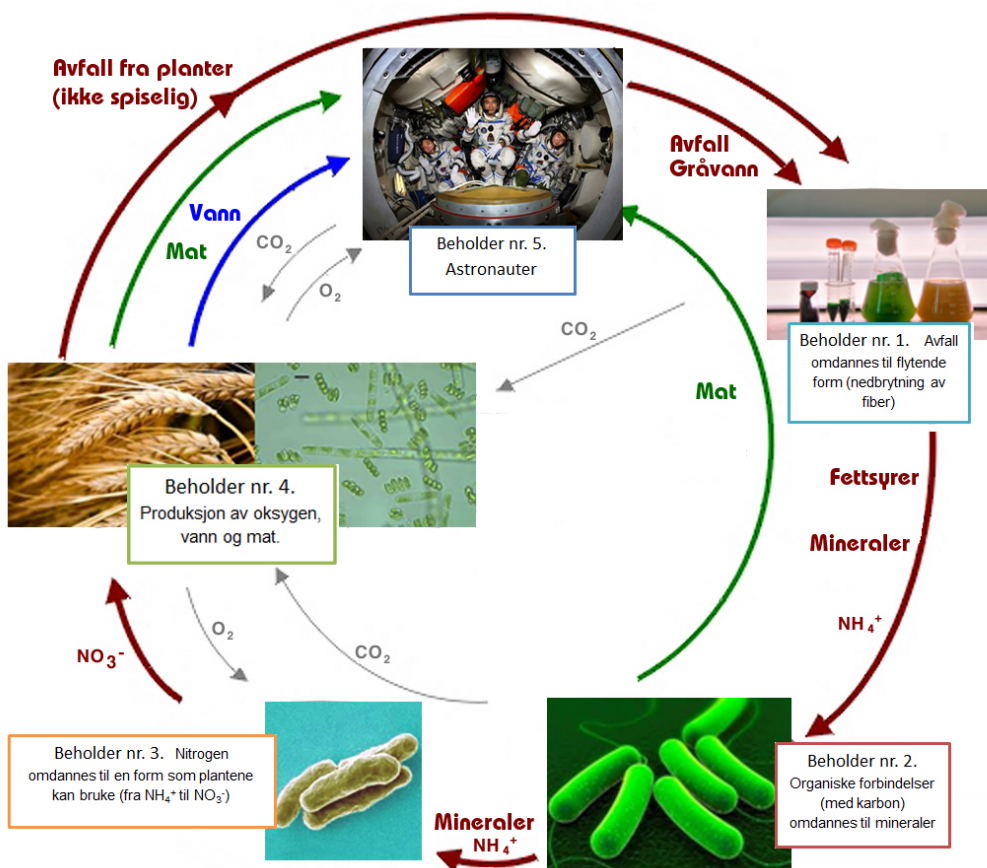 Avfall fra planter
(ikke spiselig)
Avfall
Gråvann
Vann
Mat
CO₂
O₂
Beholder nr. 5.
Astronauter
CO₂
Beholder nr. 1. Avfall
omdannes til flytende
form (nedbrytning av
fiber)
Mat
Beholder nr. 4.
Produksjon av oksygen,
vann og mat.
Fettsyrer
Mineraler
NH₄⁺
O₂
CO₂
NO₃⁻
Beholder nr. 3. Nitrogen
omdannes til en form som plantene
kan bruke (fra NH₄⁺ til NO₃⁻)
Beholder nr. 2.
Organiske forbindelser
(med karbon)
omdannes til mineraler
Mineraler
NH₄⁺